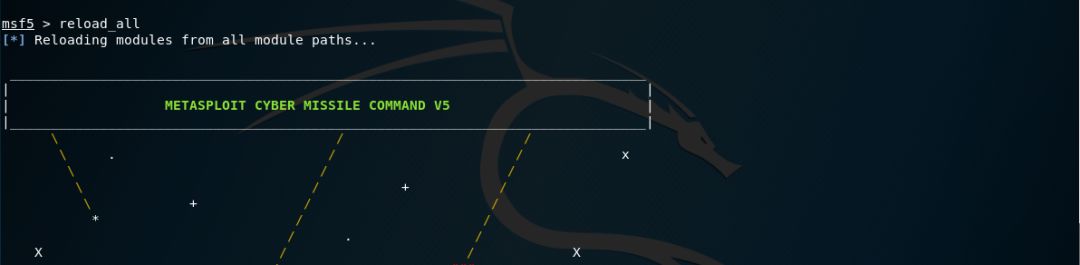 msf5 > reload_all
[*] Reloading modules from all module paths...
METASPLOIT CYBER MISSILE COMMAND V5
. x
+ +
*
.
X X